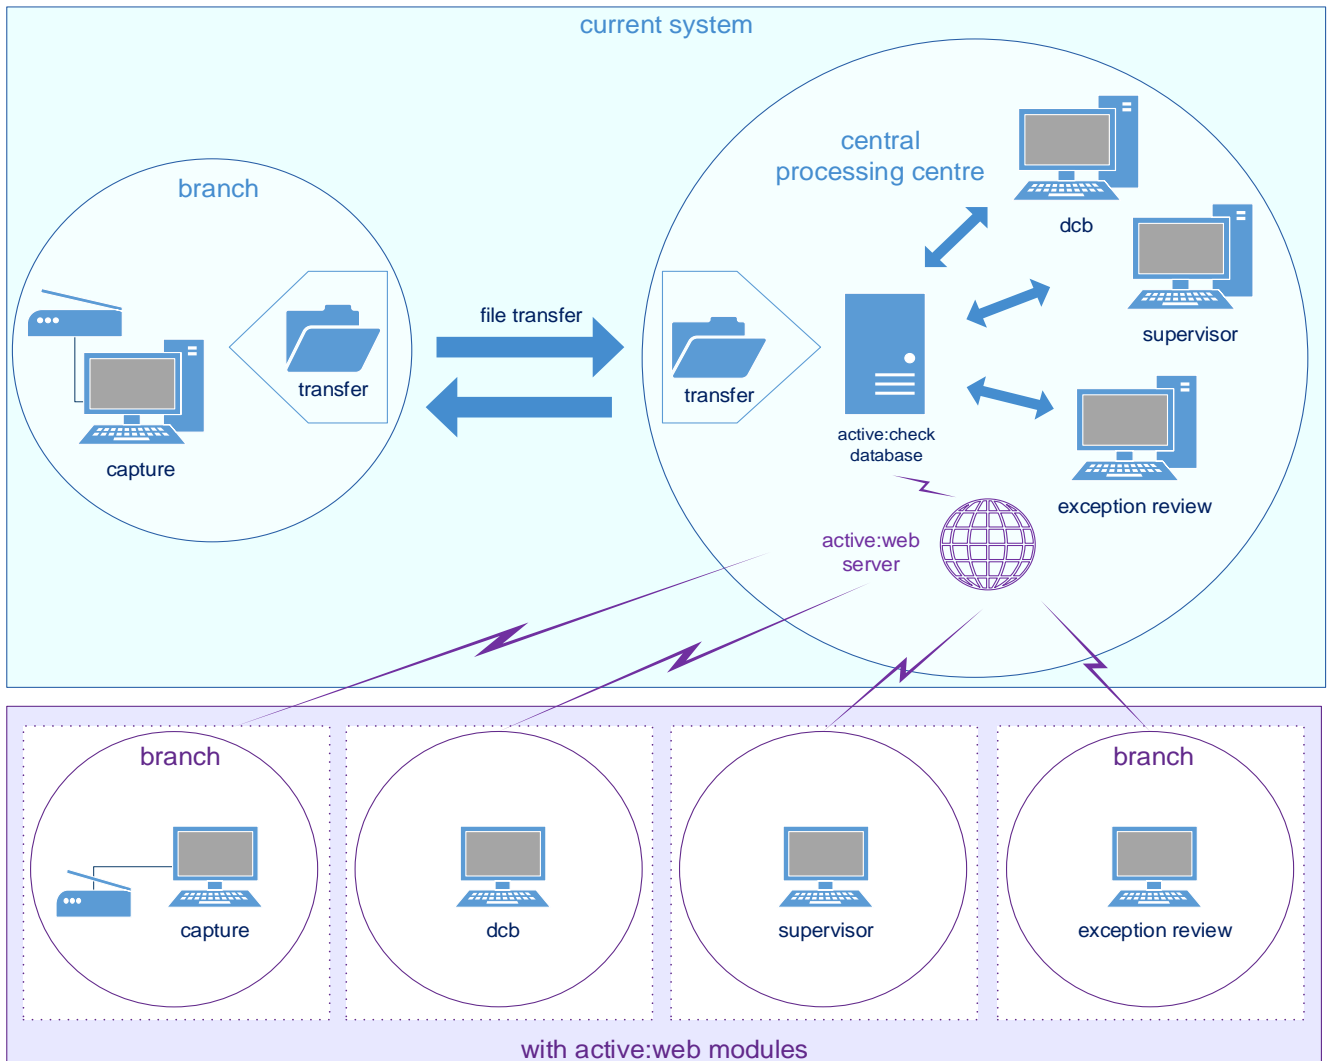 current system
branch
central
processing centre
dcb
supervisor
file transfer
transfer
transfer
capture
active:check
database
exception review
active:web
server
branch
branch
capture
dcb
supervisor
exception review
with active:web modules